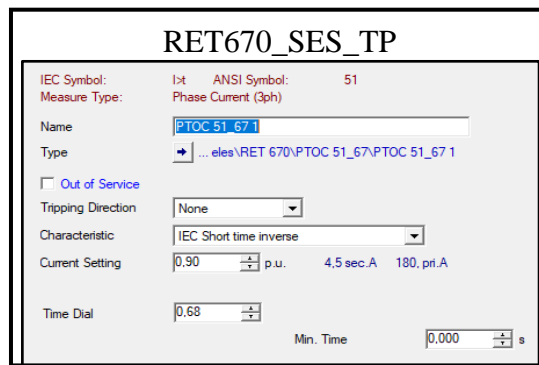 RET670_SES_TP
IEC Symbol: I>t ANSI Symbol: 51
Measure Type: Phase Current (3ph)
Name PTOC 51_67 1
Type ... eles\RET 670\PTOC 51_67\PTOC 51_67 1
Out of Service
Tripping Direction None
Characteristic IEC Short time inverse
Current Setting 0,90 p.u. 4,5 sec.A 180, pri.A
Time Dial 0,68
Min. Time 0,000 s